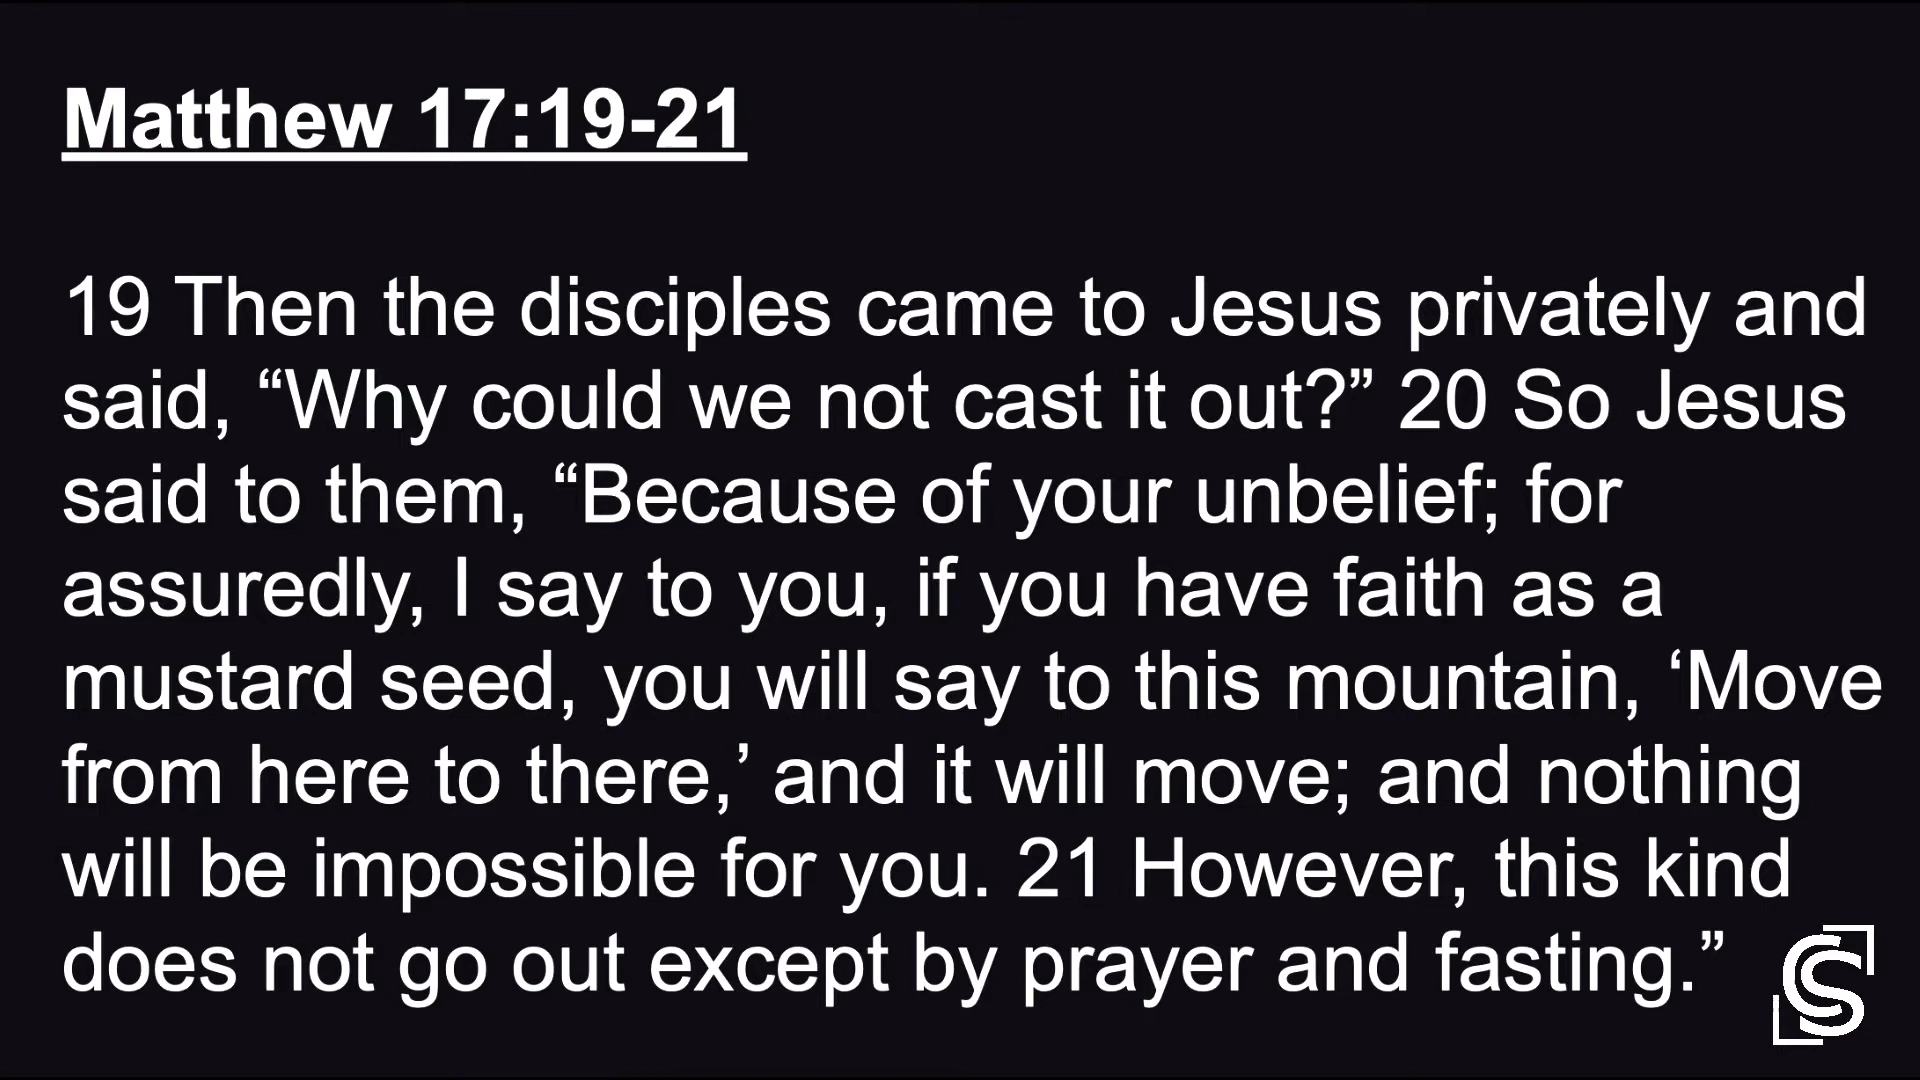 Matthew 17:19-21
19 Then the disciples came to Jesus privately and
said, “Why could we not cast it out?” 20 So Jesus
said to them, “Because of your unbelief; for
assuredly, I say to you, if you have faith as a
mustard seed, you will say to this mountain, ‘Move
from here to there,’ and it will move; and nothing
will be impossible for you. 21 However, this kind
does not go out except by prayer and fasting.”
CS